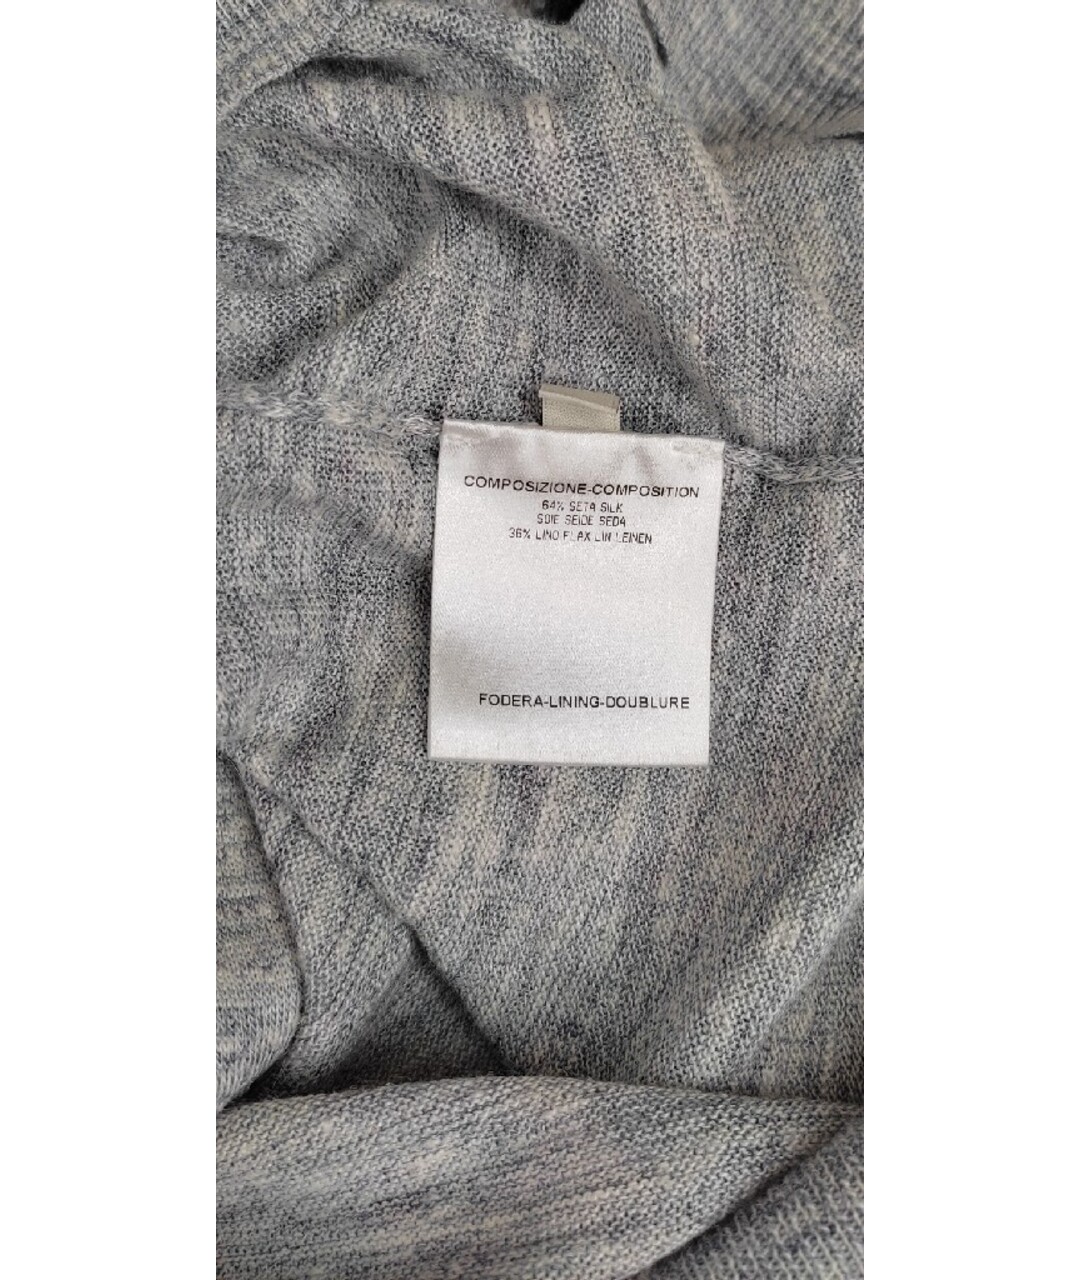 COMPOSIZIONE-COMPOSITION
64% SETA SILK
SOIE SEIDE SEDA
36% LINO FLAX LIN LEINEN
FODERA-LINING-DOUBLURE